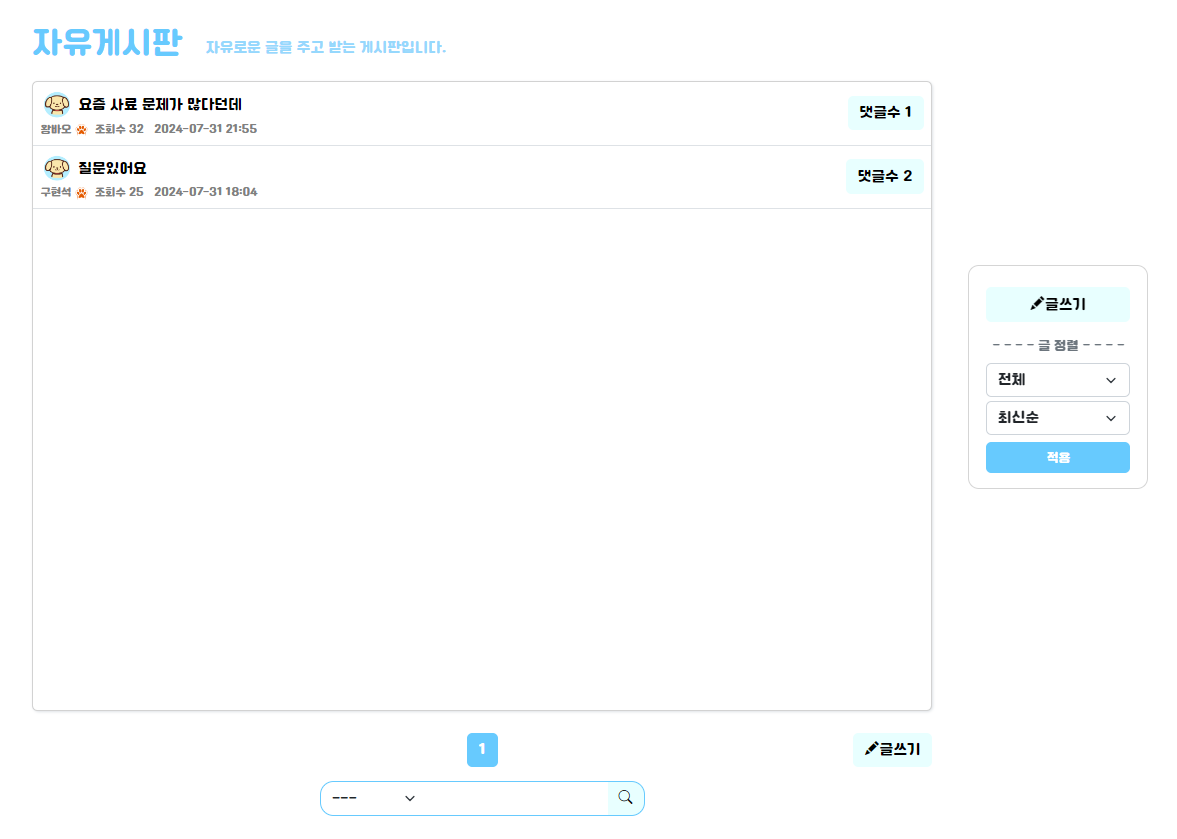 자유게시판 자유로운 글을 주고 받는 게시판입니다.
요즘 사료 문제가 많다던데
댓글수 1
왕바오 조회수 32 2024-07-31 21:55
질문있어요
댓글수 2
구현석 조회수 25 2024-07-31 18:04
글쓰기
- - - - 글 정렬 - - - -
전체
최신순
적용
1
글쓰기
---